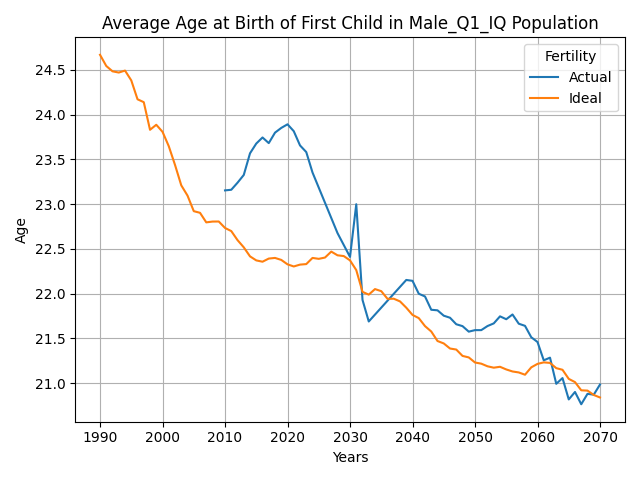 Average Age at Birth of First Child in Male_Q1_IQ Population
Fertility
Actual
Ideal
Age
24.5
24.0
23.5
23.0
22.5
22.0
21.5
21.0
1990 2000 2010 2020 2030 2040 2050 2060 2070
Years